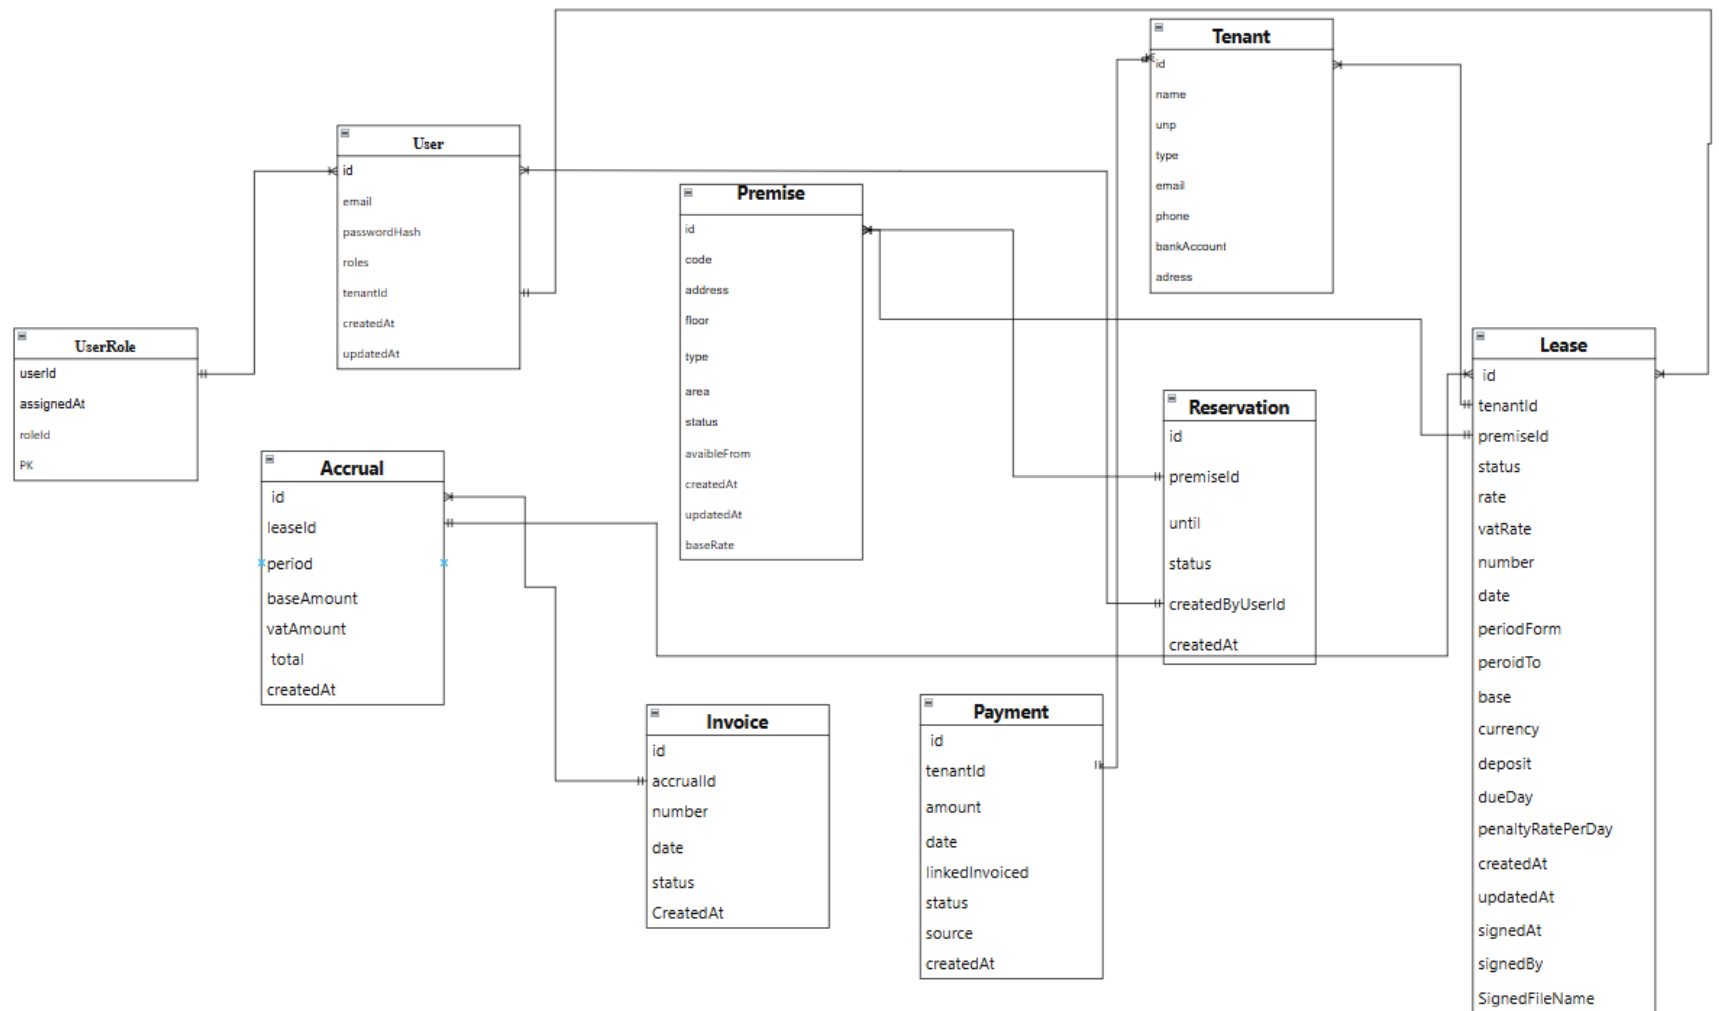 Tenant
id
name
unp
type
email
phone
bankAccount
adress
User
id
email
passwordHash
roles
tenantId
createdAt
updatedAt
Premise
id
code
address
floor
type
area
status
avaibleFrom
createdAt
updatedAt
baseRate
UserRole
userId
assignedAt
roleId
PK
Lease
id
tenantId
premiseId
status
rate
vatRate
number
date
periodForm
peroidTo
base
currency
deposit
dueDay
penaltyRatePerDay
createdAt
updatedAt
signedAt
signedBy
SignedFileName
Reservation
id
premiseId
until
status
createdByUserId
createdAt
Accrual
id
leaseId
period
baseAmount
vatAmount
total
createdAt
Invoice
id
accrualId
number
date
status
CreatedAt
Payment
id
tenantId
amount
date
linkedInvoiced
status
source
createdAt